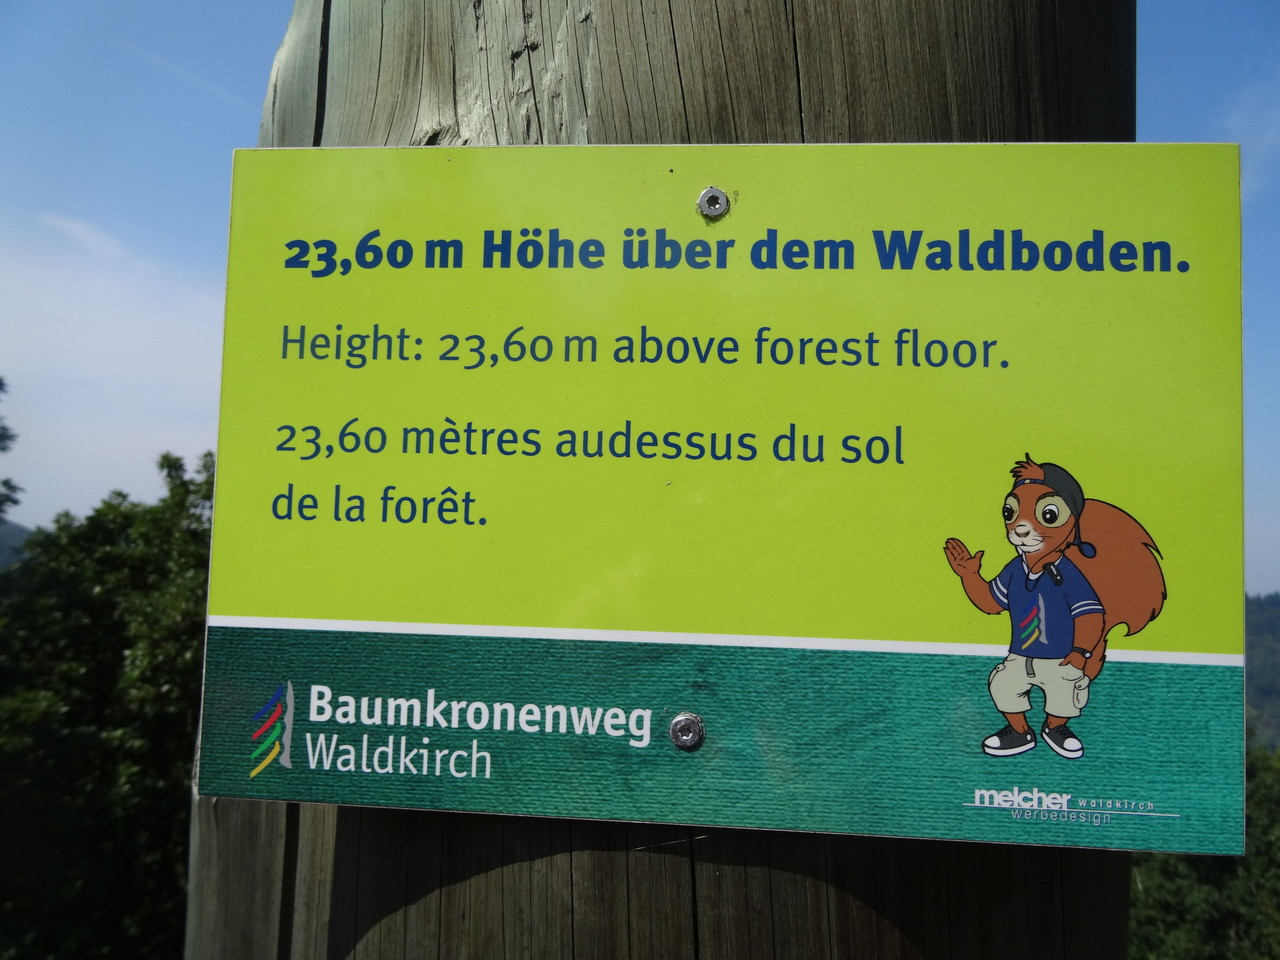 23,60 m Höhe über dem Waldboden.
Height: 23,60 m above forest floor.
23,60 mètres audessus du sol
de la forêt.
Baumkronenweg
Waldkirch
melcher waldkirch
werbedesign